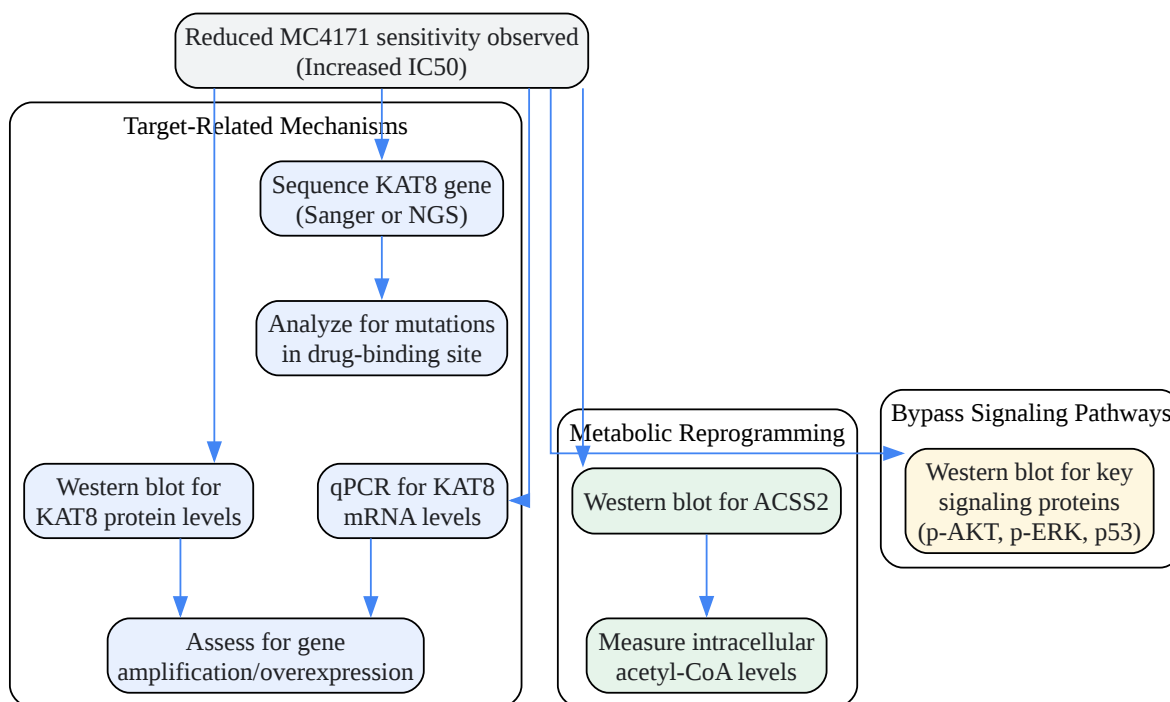 Reduced MC4171 sensitivity observed
(Increased IC50)
Target-Related Mechanisms
Sequence KAT8 gene
(Sanger or NGS)
Analyze for mutations
in drug-binding site
Western blot for
KAT8 protein levels
qPCR for KAT8
mRNA levels
Assess for gene
amplification/overexpression
Metabolic Reprogramming
Western blot for ACSS2
Measure intracellular
acetyl-CoA levels
Bypass Signaling Pathways
Western blot for key
signaling proteins
(p-AKT, p-ERK, p53)